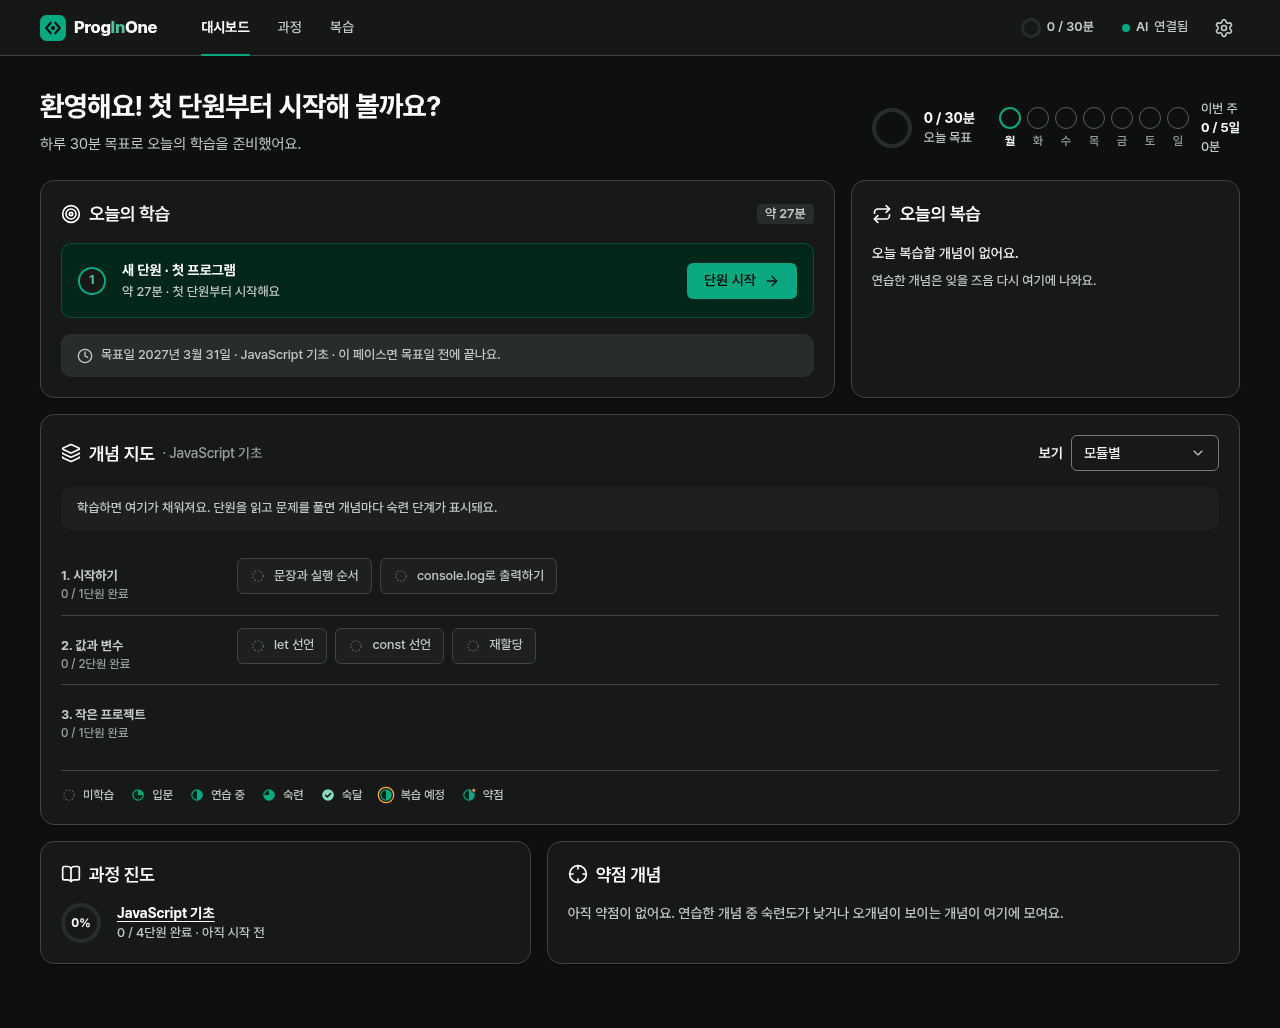 ProgInOne 대시보드 과정 복습 0 / 30분 AI 연결됨
환영해요! 첫 단원부터 시작해 볼까요?
하루 30분 목표로 오늘의 학습을 준비했어요.
0 / 30분
오늘 목표
월 화 수 목 금 토 일
이번 주
0 / 5일
0분
오늘의 학습
약 27분
1
새 단원 · 첫 프로그램
약 27분 · 첫 단원부터 시작해요
단원 시작
목표일 2027년 3월 31일 · JavaScript 기초 · 이 페이스면 목표일 전에 끝나요.
오늘의 복습
오늘 복습할 개념이 없어요.
연습한 개념은 잊을 즈음 다시 여기에 나와요.
개념 지도 · JavaScript 기초
보기 모듈별
학습하면 여기가 채워져요. 단원을 읽고 문제를 풀면 개념마다 숙련 단계가 표시돼요.
1. 시작하기
0 / 1단원 완료
문장과 실행 순서 console.log로 출력하기
2. 값과 변수
0 / 2단원 완료
let 선언 const 선언 재할당
3. 작은 프로젝트
0 / 1단원 완료
미학습 입문 연습 중 숙련 숙달 복습 예정 약점
과정 진도
0%
JavaScript 기초
0 / 4단원 완료 · 아직 시작 전
약점 개념
아직 약점이 없어요. 연습한 개념 중 숙련도가 낮거나 오개념이 보이는 개념이 여기에 모여요.